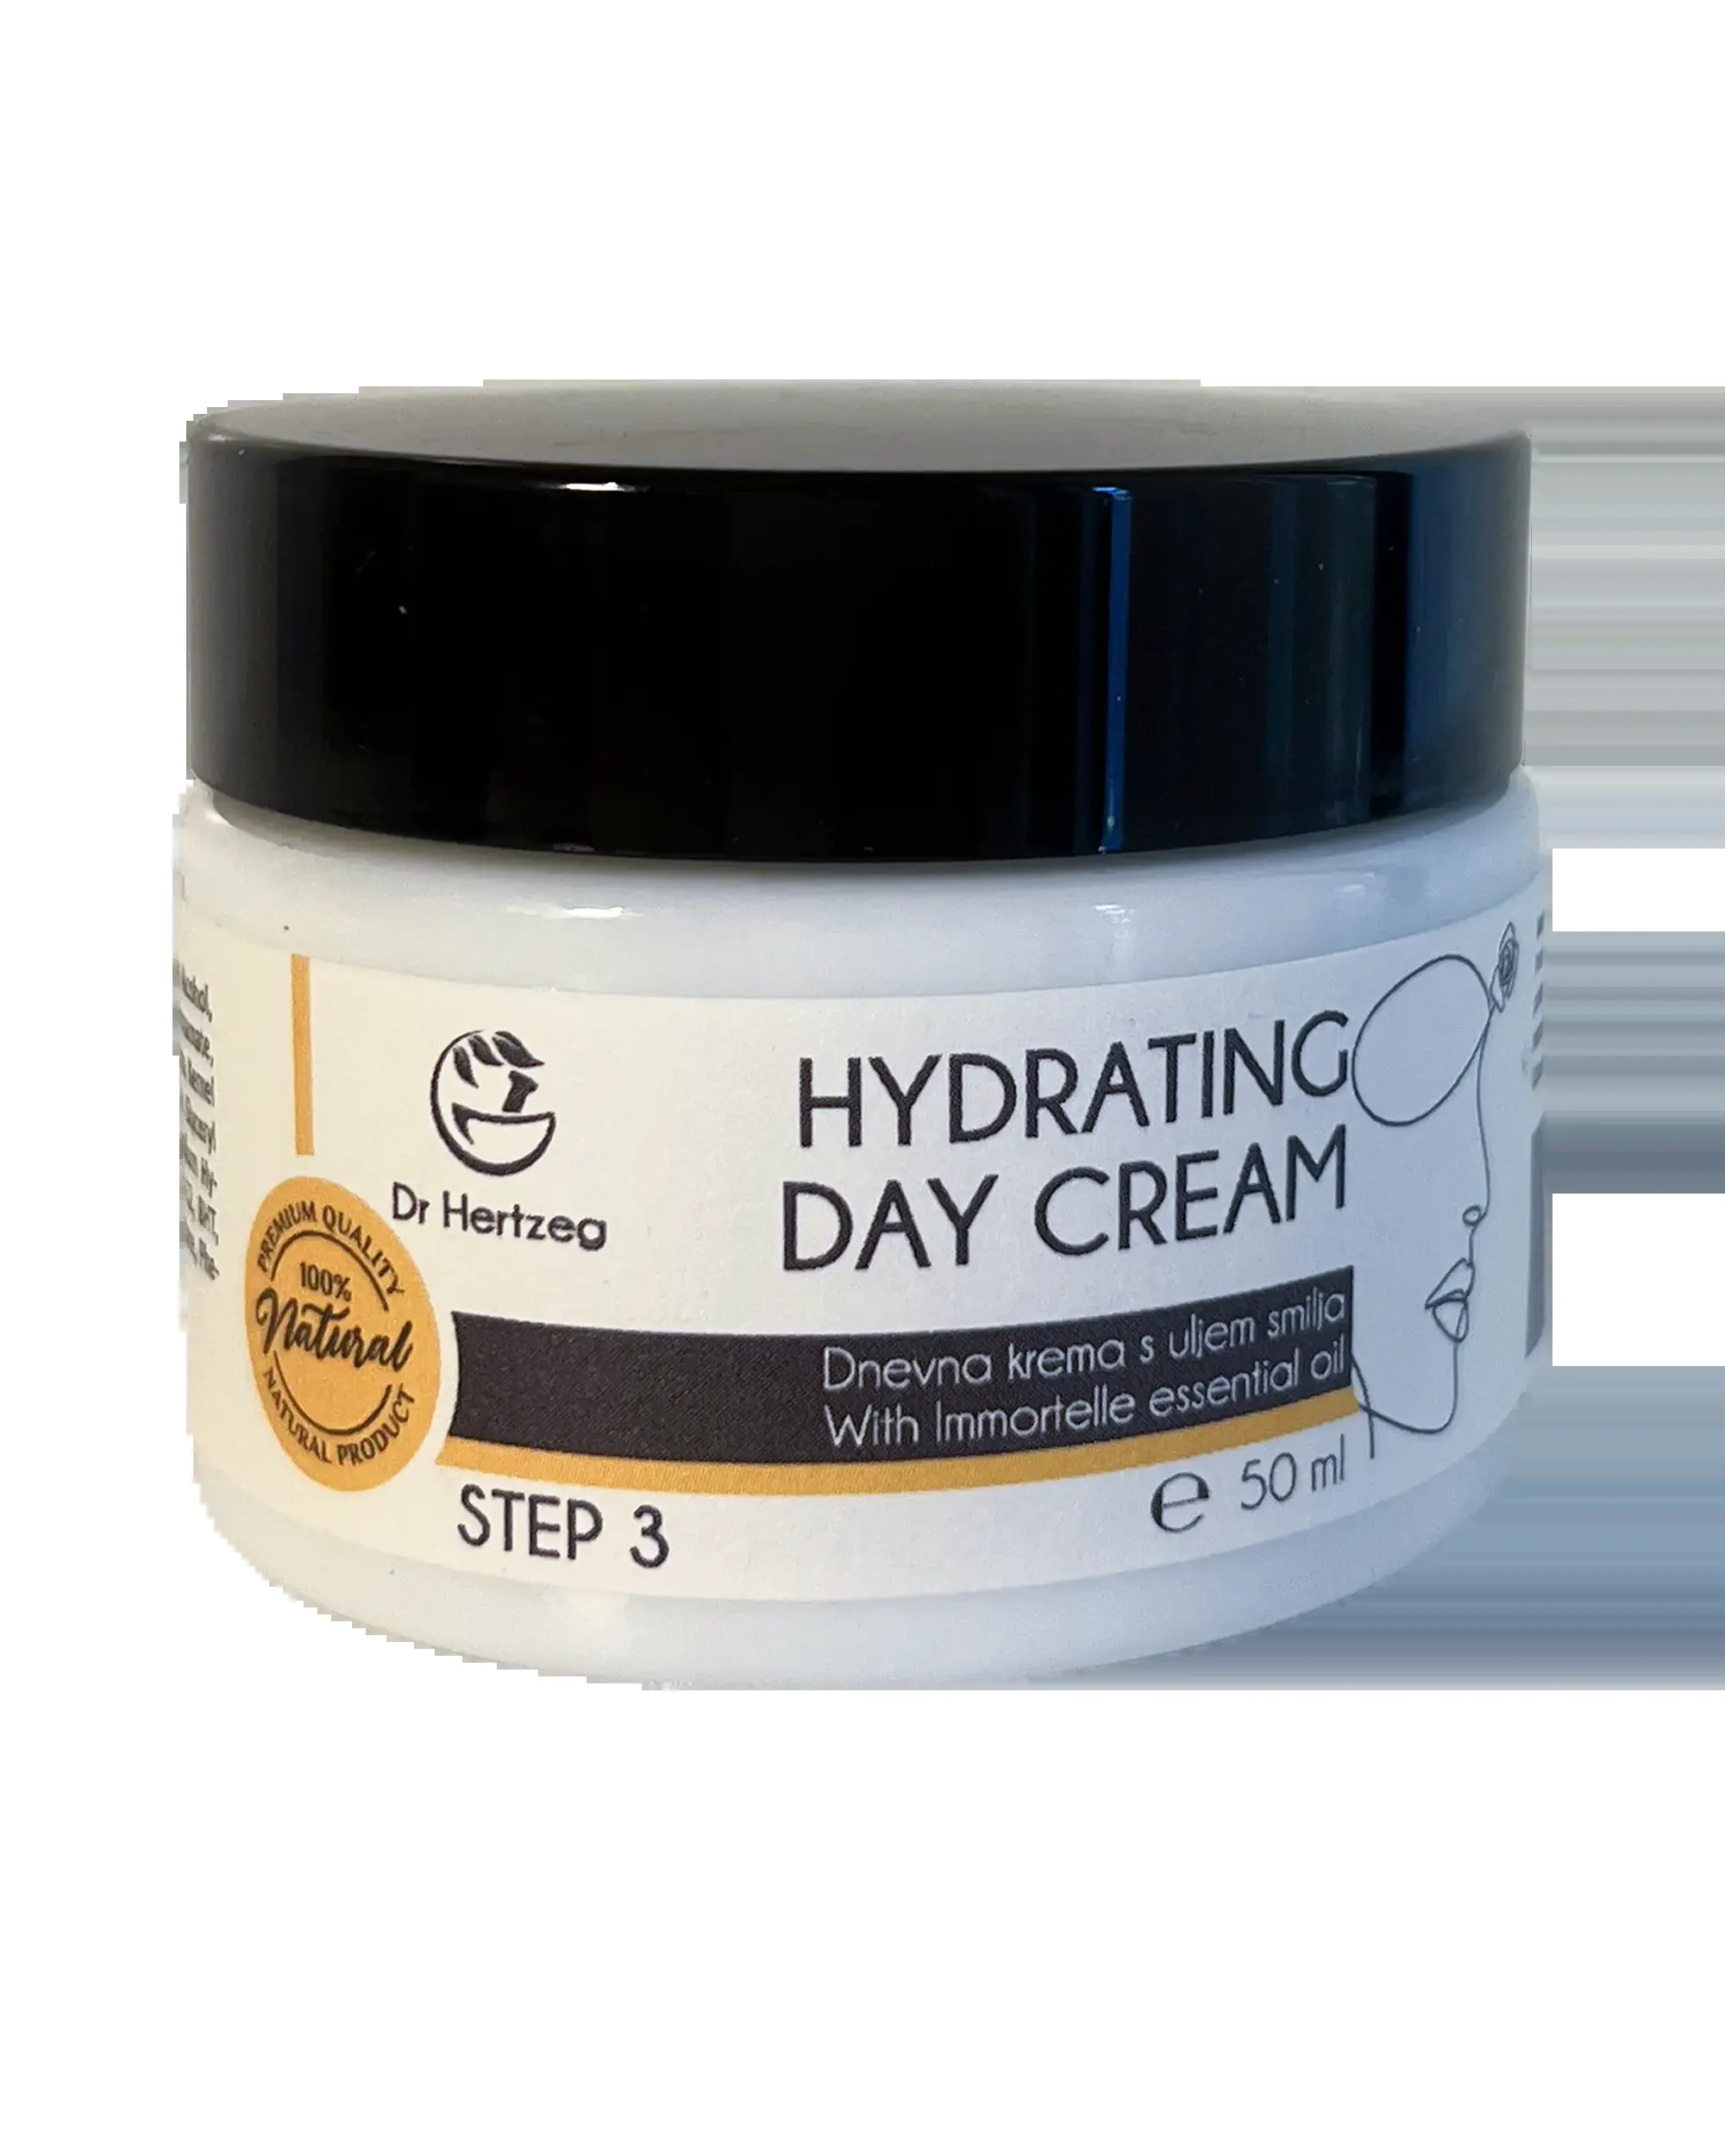 HYDRATING
DAY CREAM
Dr Hertzeg
PREMIUM QUALITY
100%
Natural
NATURAL PRODUCT
Dnevna krema s uljem smilja
With Immortelle essential oil
STEP 3
e 50 ml